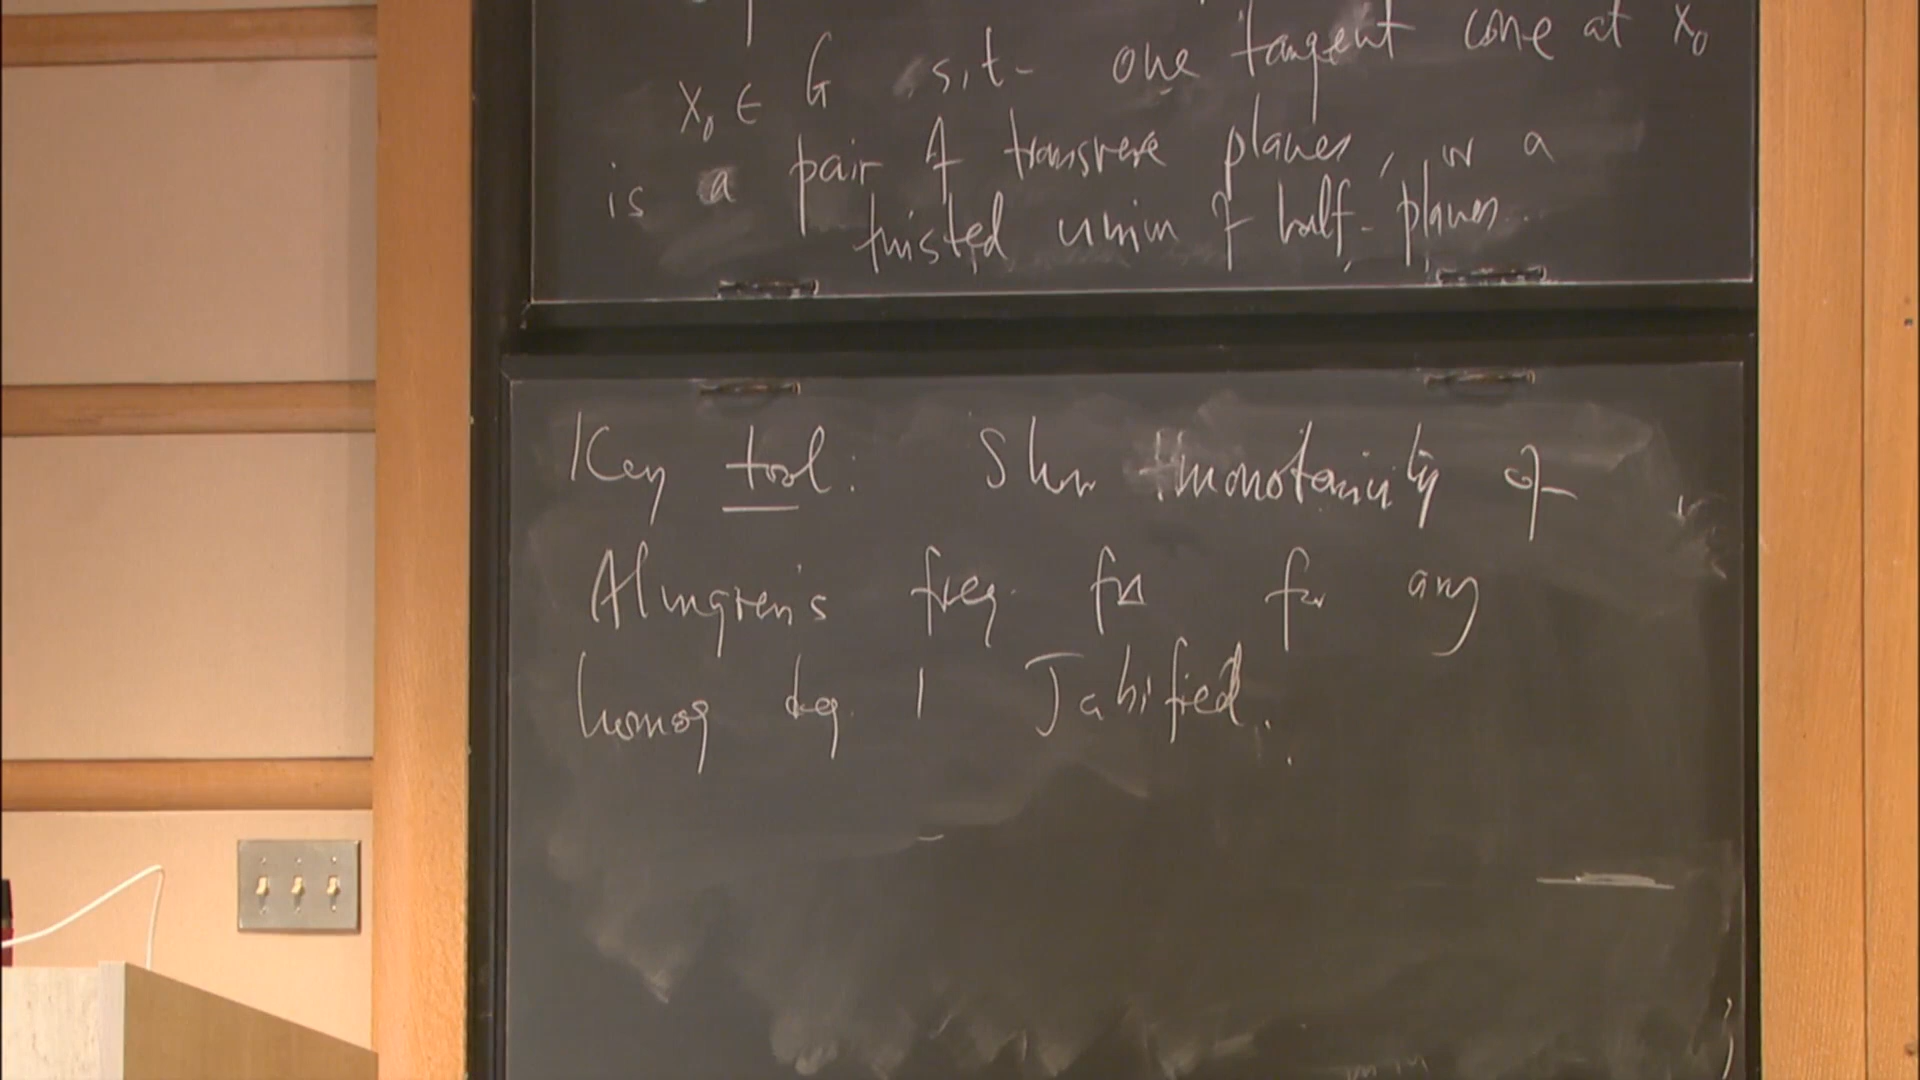 x₀ ∈ G s.t. one tangent cone at x₀
is a pair of transverse planes, or a
twisted union of half-planes.
Key tool: Show monotonicity of
Almgren's freq. fn for any
homog deg. 1